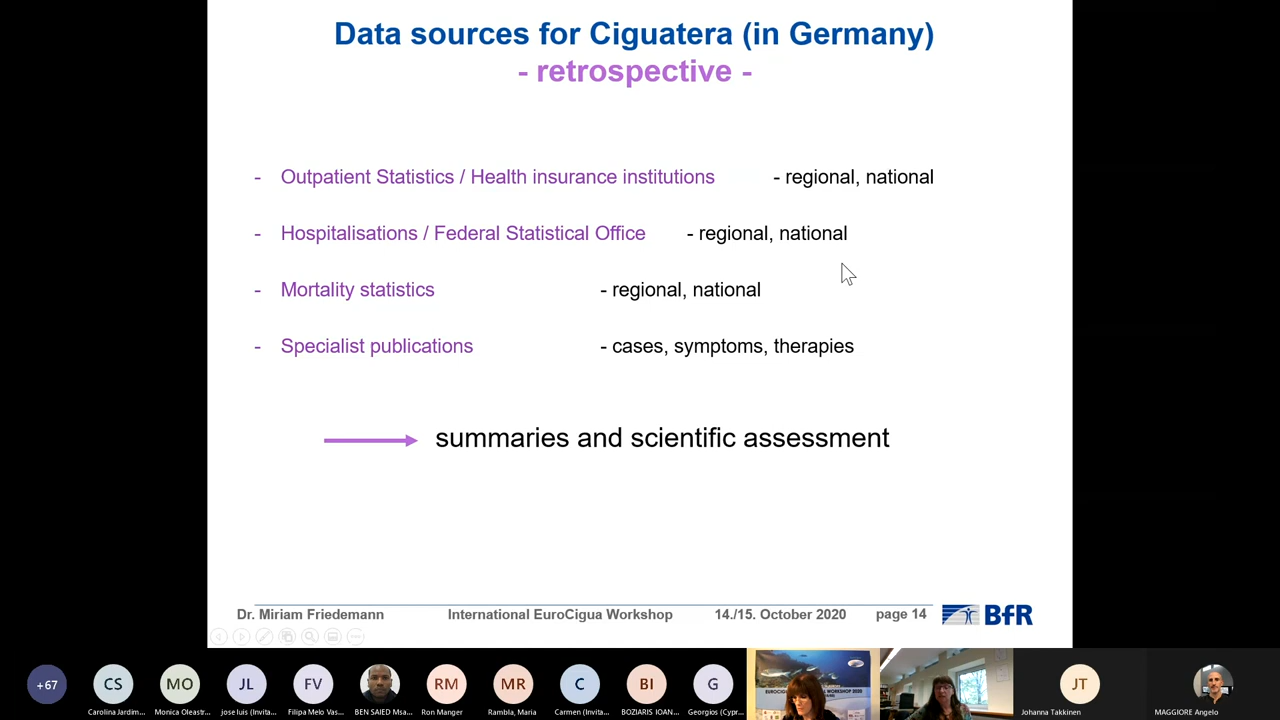 Data sources for Ciguatera (in Germany)
- retrospective -
- Outpatient Statistics / Health insurance institutions - regional, national
- Hospitalisations / Federal Statistical Office - regional, national
- Mortality statistics - regional, national
- Specialist publications - cases, symptoms, therapies
summaries and scientific assessment
Dr. Miriam Friedemann International EuroCigua Workshop 14./15. October 2020 page 14 BfR
+67 CS MO JL FV RM MR C BI G JT
Carolina Jardim... Monica Oleastr... jose luis (Invita... Filipa Melo Vas... BEN SAIED Msa... Ron Manger Rambla, Maria Carmen (Invita... BOZIARIS IOAN... Georgios (Cypr... Johanna Takkinen MAGGIORE Angelo